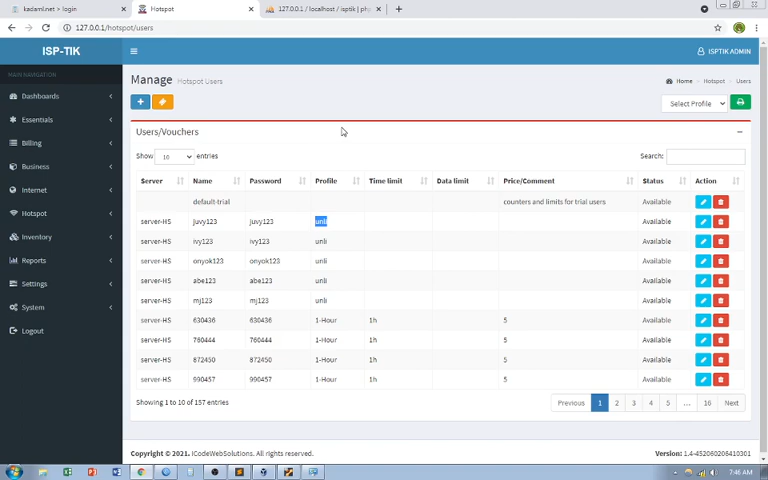 kadaml.net > login
Hotspot
127.0.0.1 / localhost / isptik | php
127.0.0.1/hotspot/users
ISP-TIK
ISPTIK ADMIN
MAIN NAVIGATION
Dashboards
Essentials
Billing
Business
Internet
Hotspot
Inventory
Reports
Settings
System
Logout
Manage Hotspot Users
Home > Hotspot > Users
Select Profile
Users/Vouchers
Show 10 entries
Search:
Server Name Password Profile Time limit Data limit Price/Comment Status Action
default-trial counters and limits for trial users Available
server-HS juvy123 juvy123 unli Available
server-HS ivy123 ivy123 unli Available
server-HS onyok123 onyok123 unli Available
server-HS abe123 abe123 unli Available
server-HS mj123 mj123 unli Available
server-HS 630436 630436 1-Hour 1h 5 Available
server-HS 780444 780444 1-Hour 1h 5 Available
server-HS 872450 872450 1-Hour 1h 5 Available
server-HS 990457 990457 1-Hour 1h 5 Available
Showing 1 to 10 of 157 entries
Previous 1 2 3 4 5 ... 16 Next
Copyright © 2021. ICodeWebSolutions. All rights reserved.
Version: 1.4-452060206410301
7:46 AM